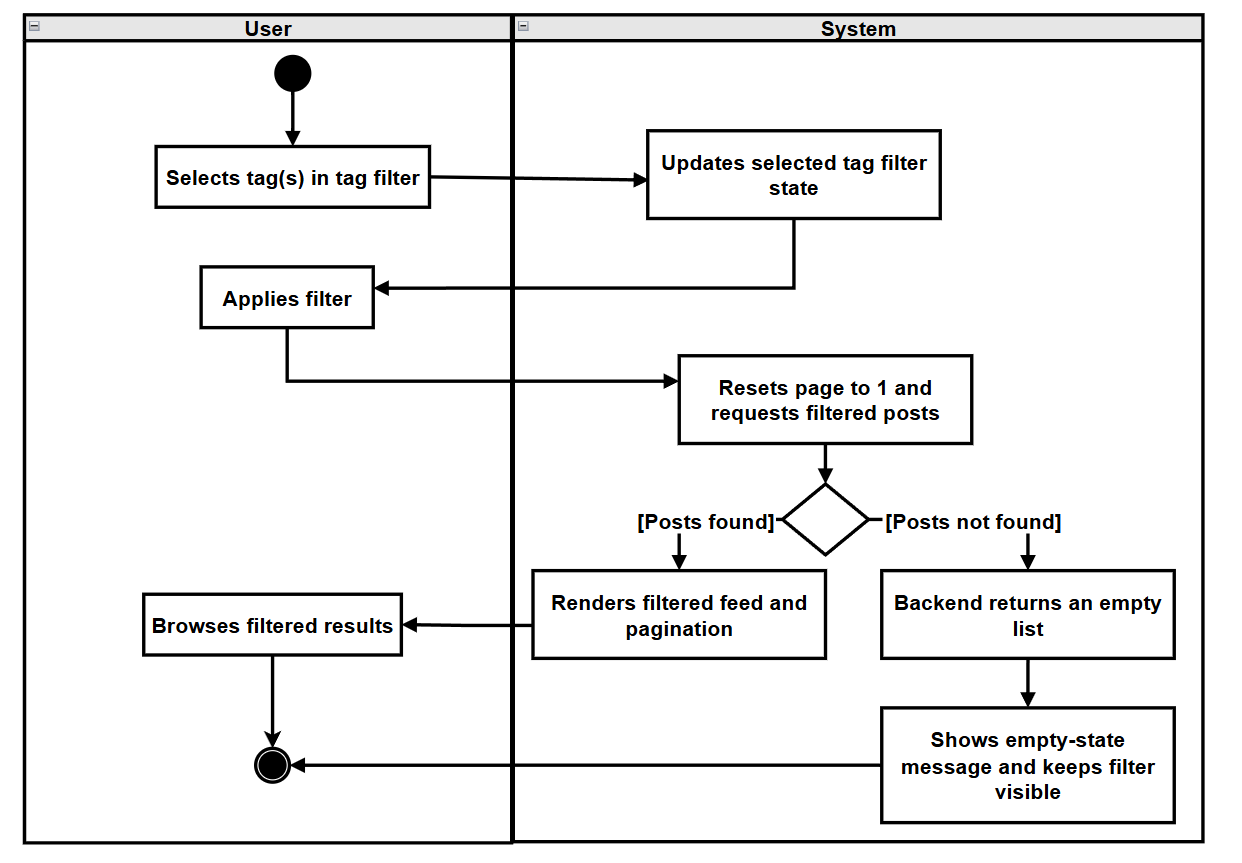 User
System
Selects tag(s) in tag filter
Updates selected tag filter
state
Applies filter
Resets page to 1 and
requests filtered posts
[Posts found]
[Posts not found]
Renders filtered feed and
pagination
Backend returns an empty
list
Browses filtered results
Shows empty-state
message and keeps filter
visible